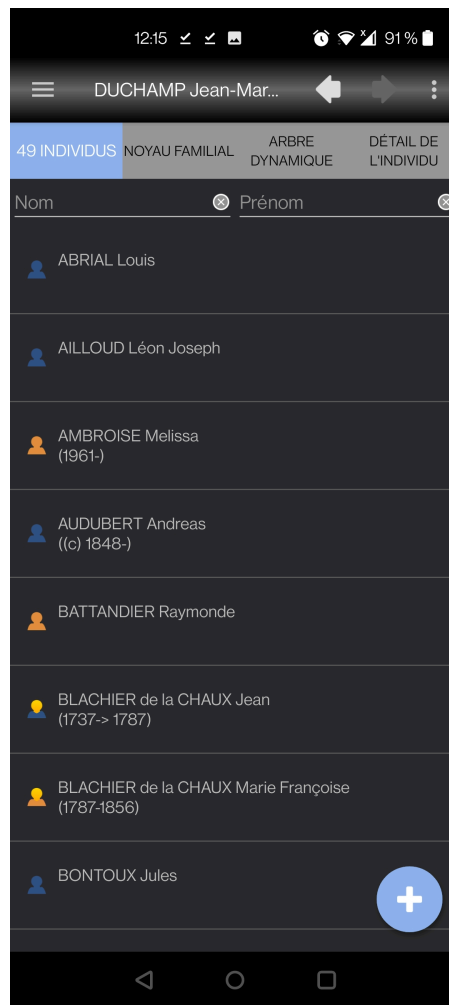 12:15
91 %
DUCHAMP Jean-Mar...
49 INDIVIDUS
NOYAU FAMILIAL
ARBRE
DYNAMIQUE
DÉTAIL DE
L'INDIVIDU
Nom
Prénom
ABRIAL Louis
AILLOUD Léon Joseph
AMBROISE Melissa
(1961-)
AUDUBERT Andreas
((c) 1848-)
BATTANDIER Raymonde
BLACHIER de la CHAUX Jean
(1737-> 1787)
BLACHIER de la CHAUX Marie Françoise
(1787-1856)
BONTOUX Jules